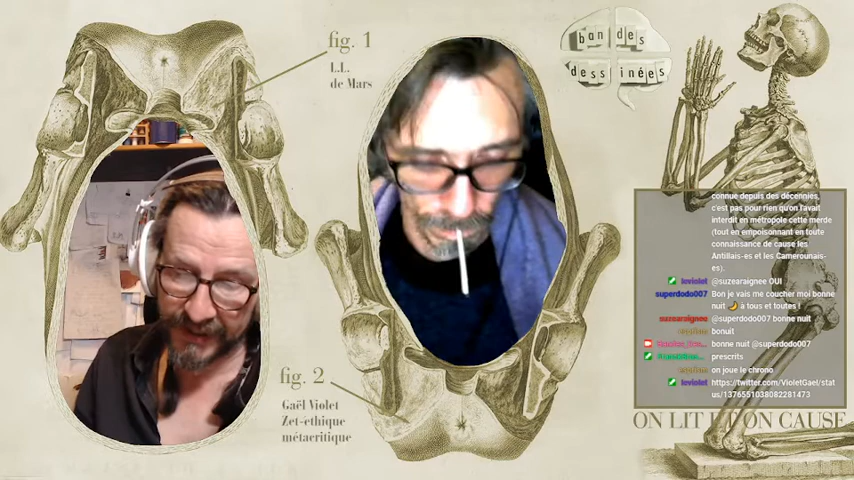 fig. 1
L.L.
de Mars
bandes
dessinées
fig. 2
Gaël Violet
Zet-éthique
métacritique
connue depuis des décennies,
c'est pas pour rien qu'on l'avait
interdit en métropole cette merde
(tout en empoisonnant en toute
connaissance de cause les
Antillais-es et les Camerounais-
es).
leviolet @suzearaignee OUI
superdodo007 Bon je vais me coucher moi bonne
nuit 🌙 à tous et toutes !
suzearaignee @superdodo007 bonne nuit
bonuit
bonne nuit @superdodo007
prescrits
on joue le chrono
leviolet https://twitter.com/VioletGael/stat
us/1376551038082281473
ON LIT ET ON CAUSE